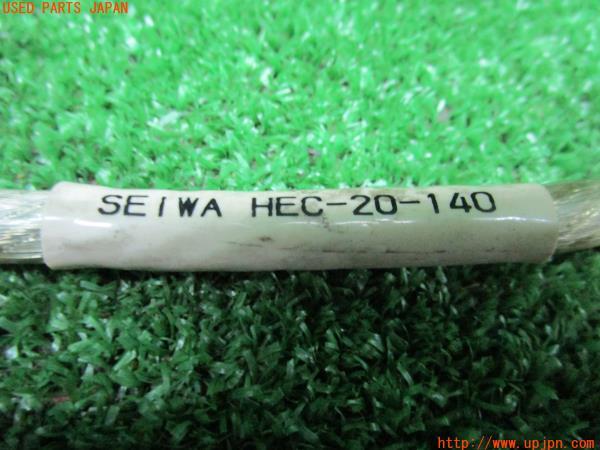 USED PARTS JAPAN
SEIWA HEC-20-140
http://www.upjpn.com/